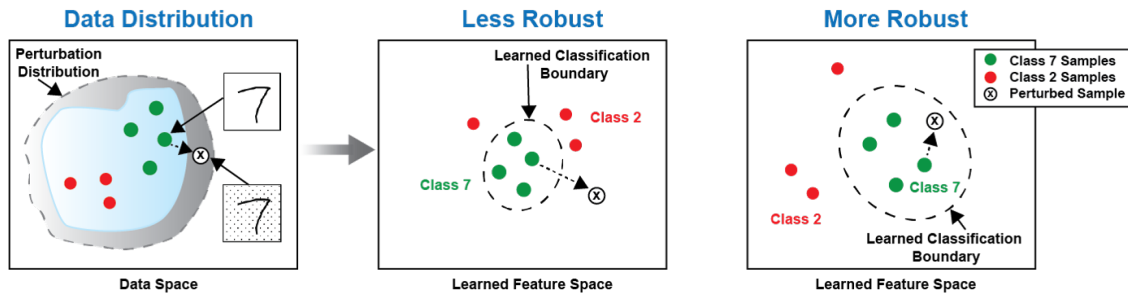 Data Distribution
Perturbation
Distribution
7
X
7
Data Space
Less Robust
Learned Classification
Boundary
Class 2
Class 7
X
Learned Feature Space
More Robust
Class 7 Samples
Class 2 Samples
X Perturbed Sample
X
Class 7
Class 2
Learned Classification
Boundary
Learned Feature Space